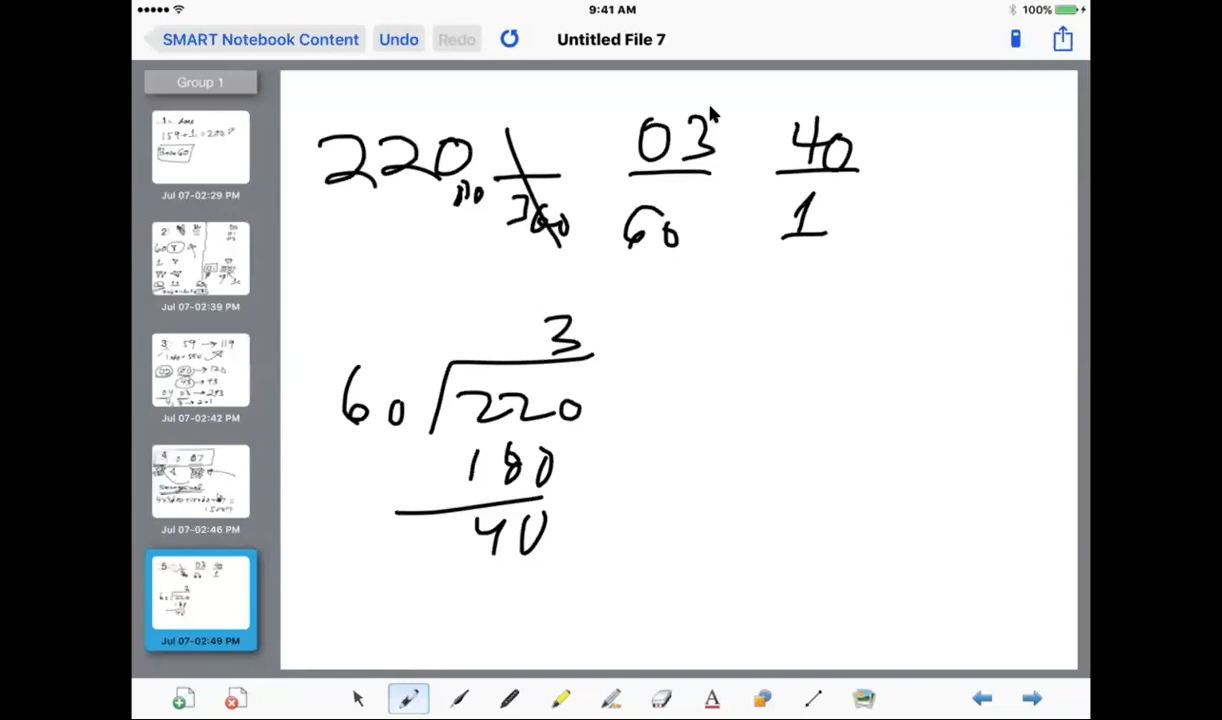 9:41 AM
100%
SMART Notebook Content
Undo
Redo
Untitled File 7
Group 1
Jul 07-02:29 PM
Jul 07-02:39 PM
Jul 07-02:42 PM
Jul 07-02:46 PM
Jul 07-02:49 PM
220 03 40
360 60 1
3
60 220
180
40
A